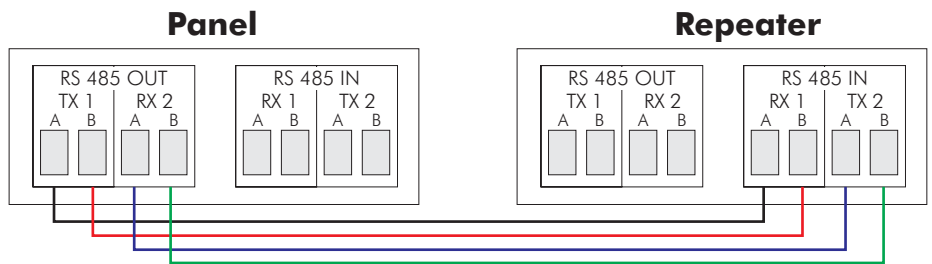 Panel Repeater
RS 485 OUT RS 485 IN RS 485 OUT RS 485 IN
TX 1 RX 2 RX 1 TX 2 TX 1 RX 2 RX 1 TX 2
A B A B A B A B A B A B A B A B